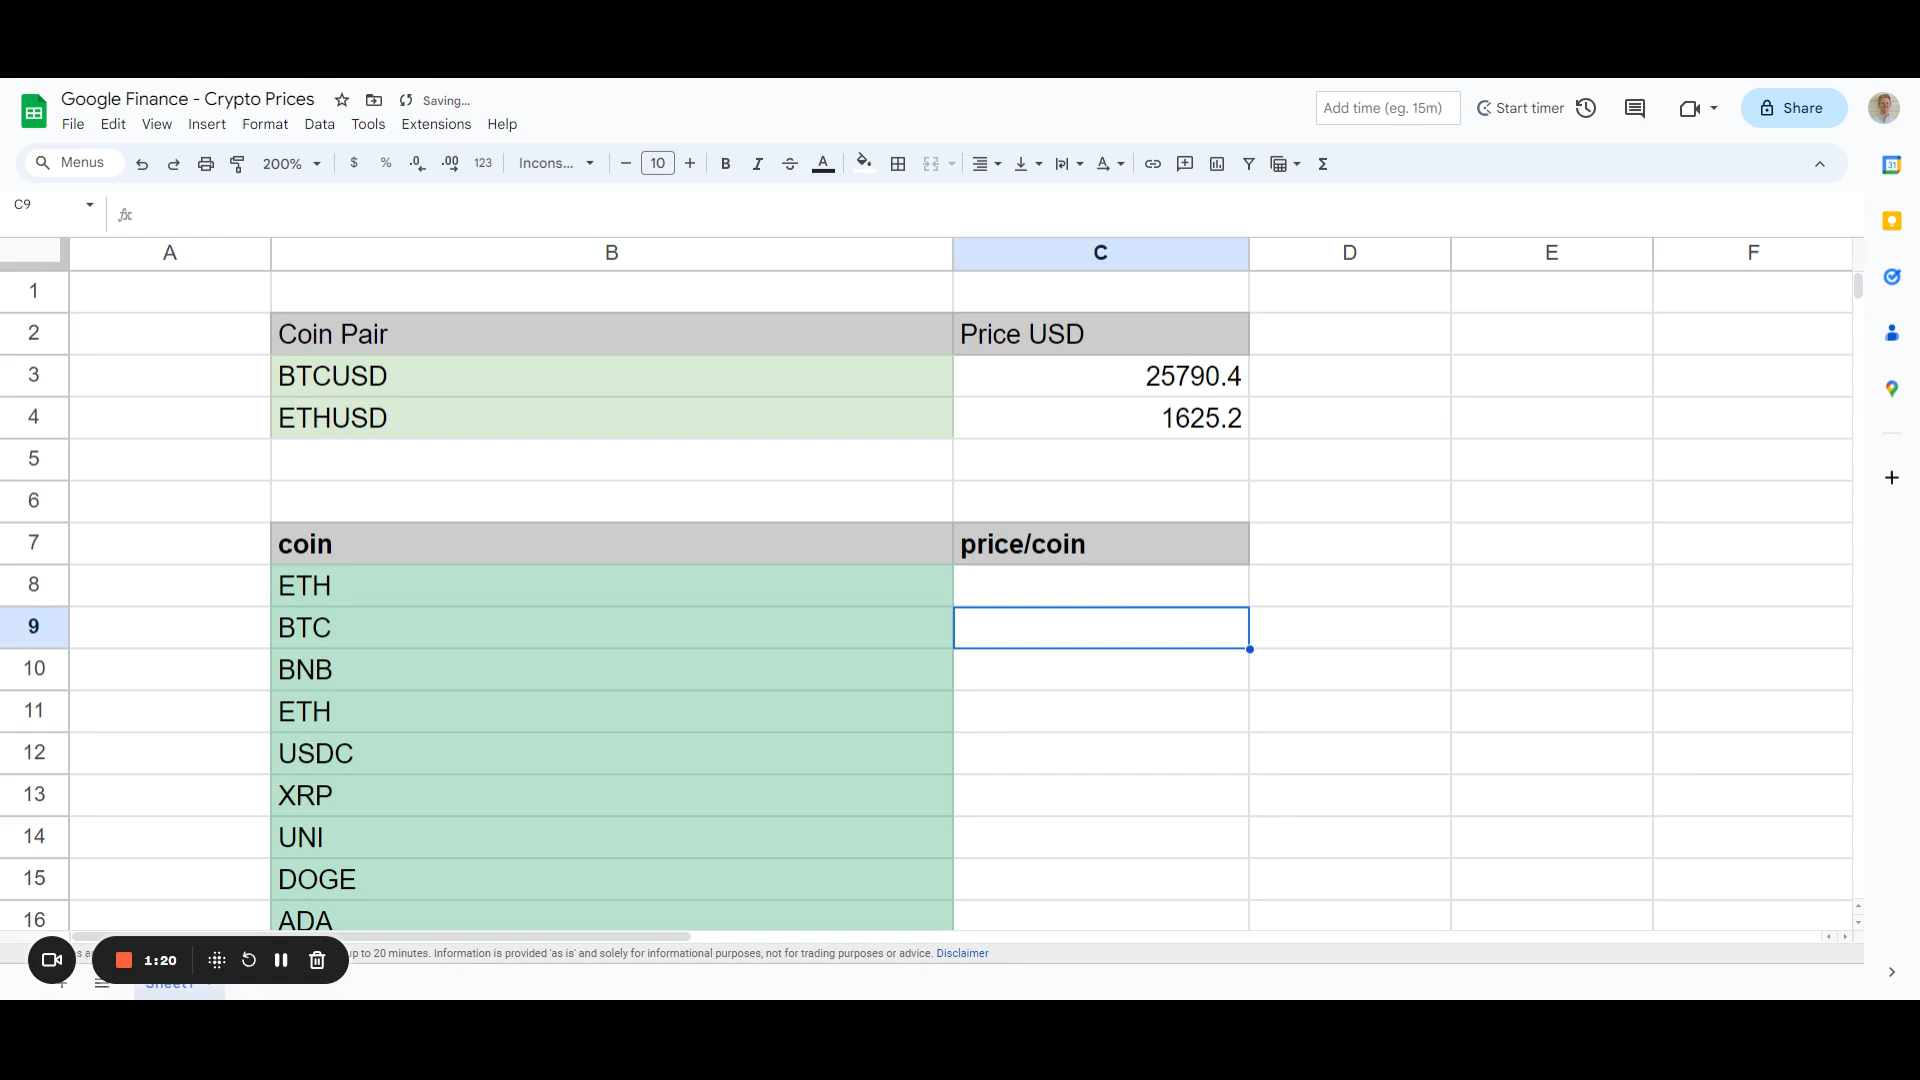 Google Finance - Crypto Prices Saving...
Add time (eg. 15m) Start timer Share
File Edit View Insert Format Data Tools Extensions Help
Menus 200% $ % .0 .00 123 Incons... 10 B I A A Σ
31
C9 fx
A B C D E F
1
2 Coin Pair Price USD
3 BTCUSD 25790.4
4 ETHUSD 1625.2
5
6
7 coin price/coin
8 ETH
9 BTC
10 BNB
11 ETH
12 USDC
13 XRP
14 UNI
15 DOGE
16 ADA
up to 20 minutes. Information is provided 'as is' and solely for informational purposes, not for trading purposes or advice. Disclaimer
1:20
Sheet1